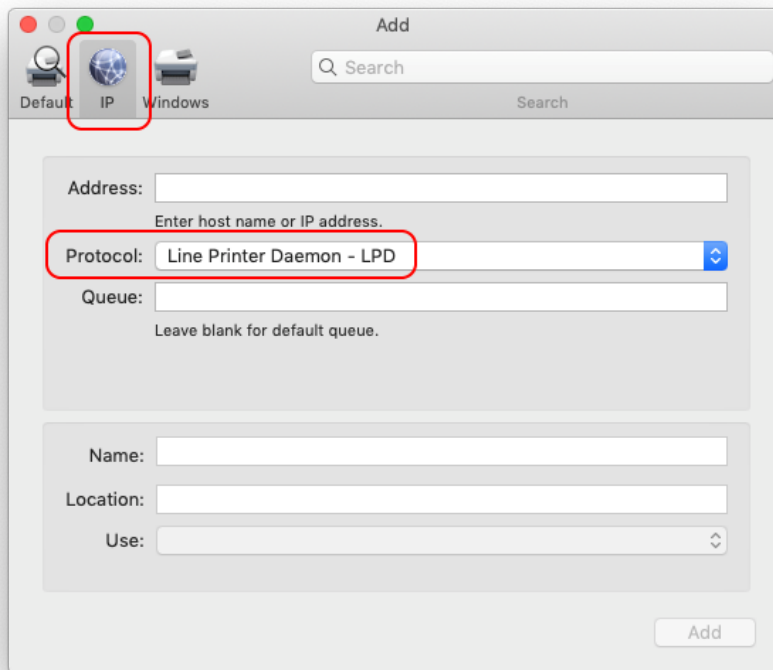 Add
Search
Default IP Windows Search
Address:
Enter host name or IP address.
Protocol: Line Printer Daemon - LPD
Queue:
Leave blank for default queue.
Name:
Location:
Use:
Add